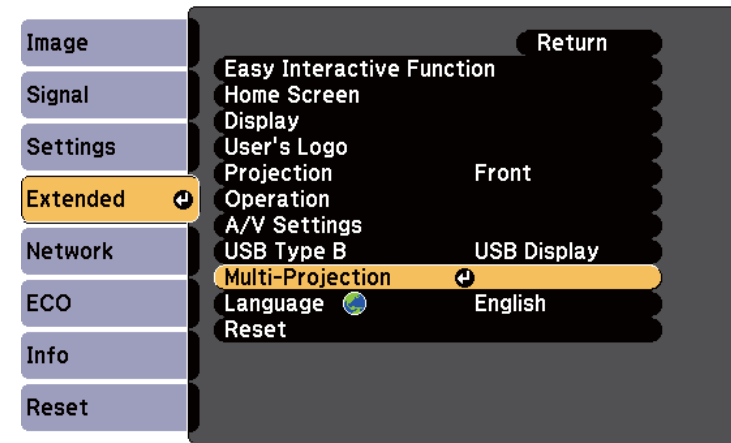 Image
Signal
Settings
Extended
Network
ECO
Info
Reset
Return
Easy Interactive Function
Home Screen
Display
User's Logo
Projection Front
Operation
A/V Settings
USB Type B USB Display
Multi-Projection
Language English
Reset